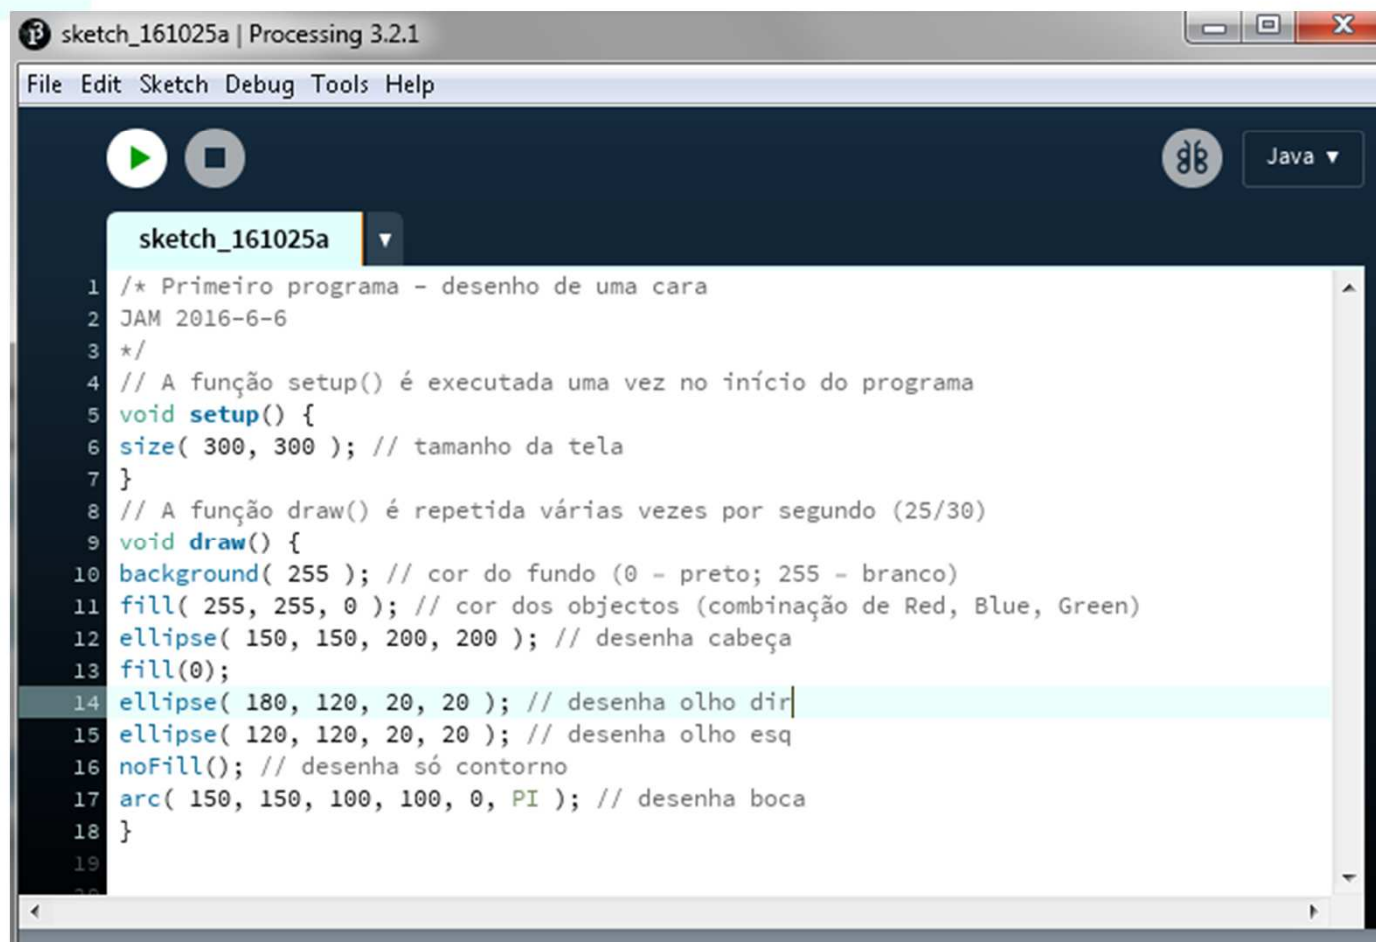 sketch_161025a | Processing 3.2.1
File Edit Sketch Debug Tools Help
Java ▼
sketch_161025a ▼
1 /* Primeiro programa – desenho de uma cara
2 JAM 2016-6-6
3 */
4 // A função setup() é executada uma vez no início do programa
5 void setup() {
6 size( 300, 300 ); // tamanho da tela
7 }
8 // A função draw() é repetida várias vezes por segundo (25/30)
9 void draw() {
10 background( 255 ); // cor do fundo (0 – preto; 255 – branco)
11 fill( 255, 255, 0 ); // cor dos objectos (combinação de Red, Blue, Green)
12 ellipse( 150, 150, 200, 200 ); // desenha cabeça
13 fill(0);
14 ellipse( 180, 120, 20, 20 ); // desenha olho dir
15 ellipse( 120, 120, 20, 20 ); // desenha olho esq
16 noFill(); // desenha só contorno
17 arc( 150, 150, 100, 100, 0, PI ); // desenha boca
18 }
19